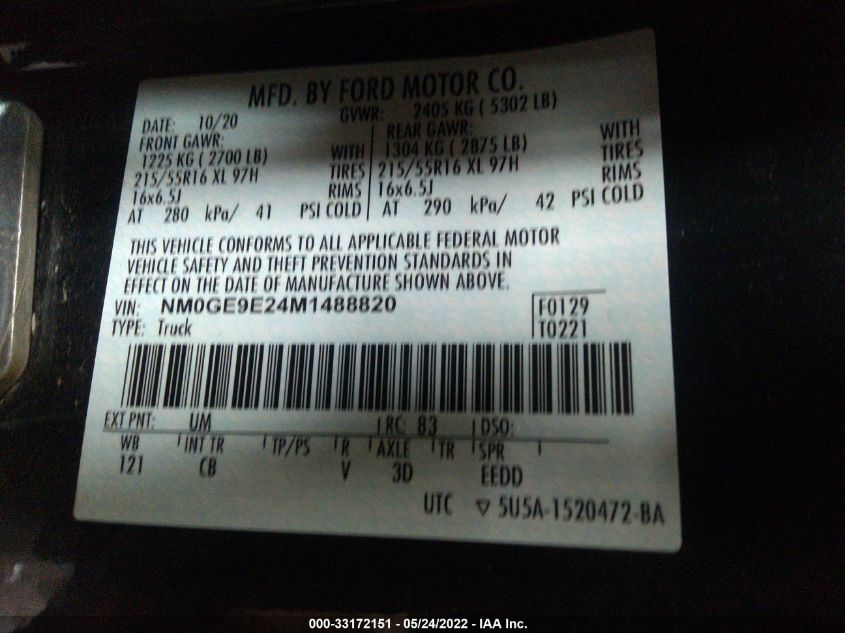 MFD. BY FORD MOTOR CO.
DATE: 10/20 GVWR: 2405 KG ( 5302 LB)
FRONT GAWR: REAR GAWR:
1225 KG ( 2700 LB) WITH 1304 KG ( 2875 LB) WITH
215/55R16 XL 97H TIRES 215/55R16 XL 97H TIRES
16x6.5J RIMS 16x6.5J RIMS
AT 280 kPa/ 41 PSI COLD AT 290 kPa/ 42 PSI COLD
THIS VEHICLE CONFORMS TO ALL APPLICABLE FEDERAL MOTOR
VEHICLE SAFETY AND THEFT PREVENTION STANDARDS IN
EFFECT ON THE DATE OF MANUFACTURE SHOWN ABOVE.
VIN: NM0GE9E24M1488820 F0129
TYPE: Truck T0221
EXT PNT: UM RC: 83 DSO:
WB INT TR TP/PS R AXLE TR SPR
121 CB V 3D EEDD
UTC ▽ 5U5A-1520472-BA
000-33172151 - 05/24/2022 - IAA Inc.